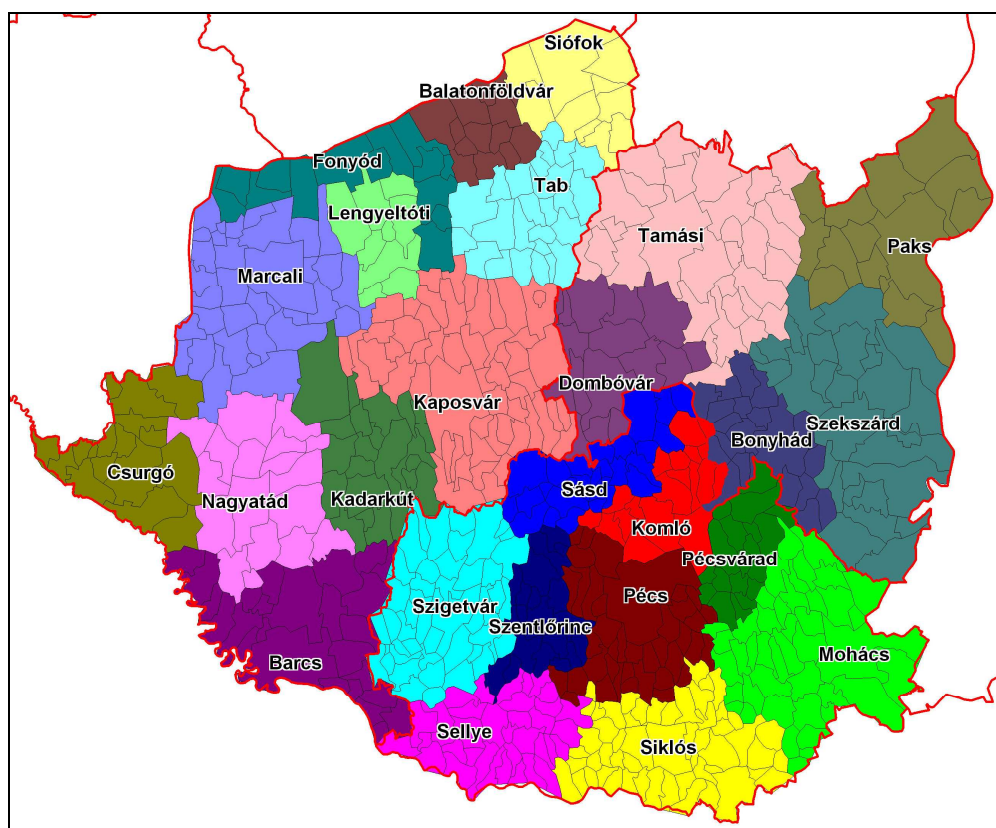 Siófok
Balatonföldvár
Fonyód
Tab
Lengyeltóti
Tamási
Paks
Marcali
Dombóvár
Kaposvár
Szekszárd
Bonyhád
Csurgó
Nagyatád
Kadarkút
Sásd
Komló
Pécsvárad
Szigetvár
Pécs
Szentlőrinc
Mohács
Barcs
Sellye
Siklós